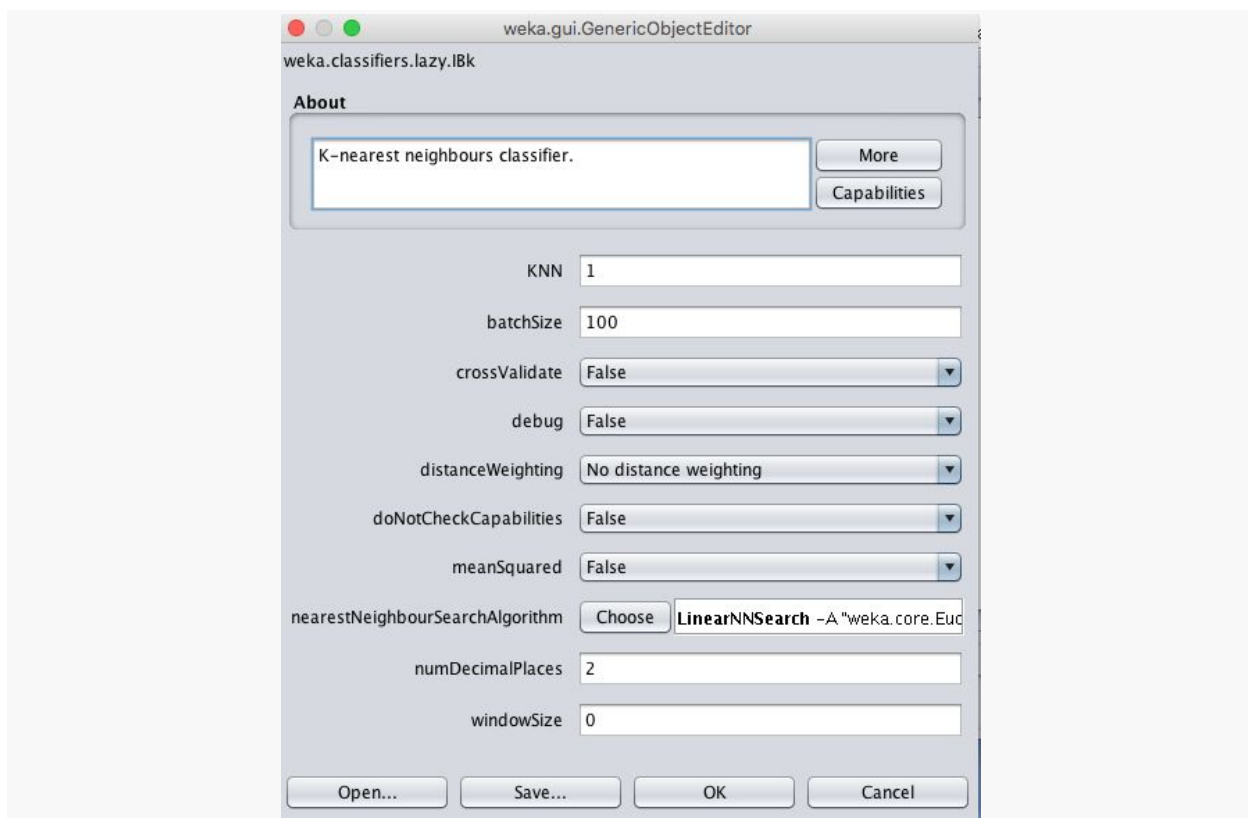 weka.gui.GenericObjectEditor
weka.classifiers.lazy.IBk
About
K-nearest neighbours classifier.
More
Capabilities
KNN 1
batchSize 100
crossValidate False
debug False
distanceWeighting No distance weighting
doNotCheckCapabilities False
meanSquared False
nearestNeighbourSearchAlgorithm Choose LinearNNSearch -A "weka.core.Euc
numDecimalPlaces 2
windowSize 0
Open... Save... OK Cancel